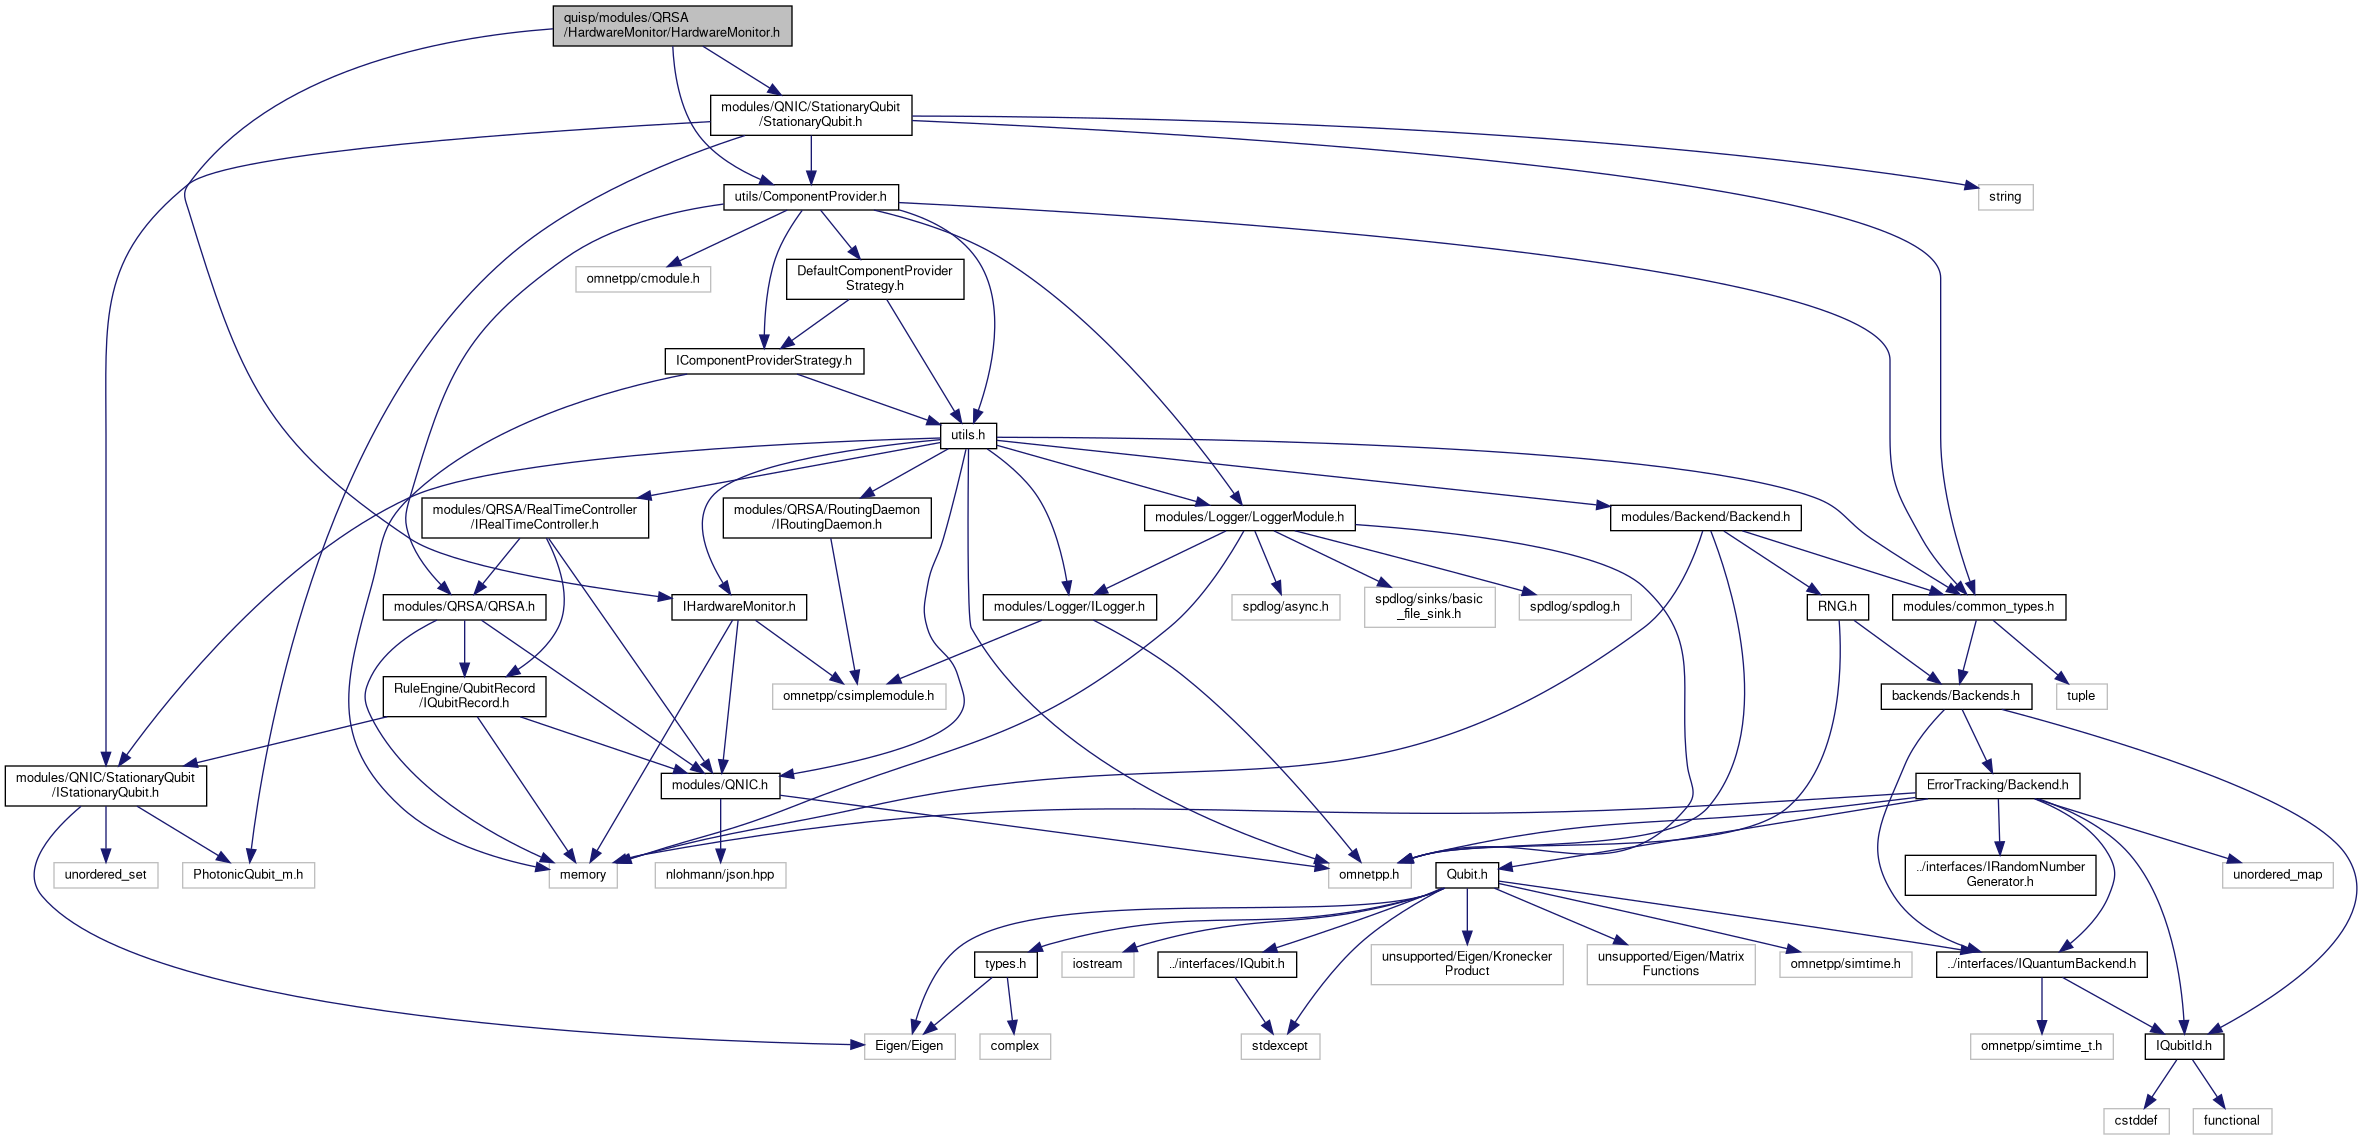 quisp/modules/QRSA
/HardwareMonitor/HardwareMonitor.h
modules/QNIC/StationaryQubit
/StationaryQubit.h
utils/ComponentProvider.h
string
omnetpp/cmodule.h
DefaultComponentProvider
Strategy.h
IComponentProviderStrategy.h
utils.h
modules/QRSA/RealTimeController
/IRealTimeController.h
modules/QRSA/RoutingDaemon
/IRoutingDaemon.h
modules/Logger/LoggerModule.h
modules/Backend/Backend.h
modules/QRSA/QRSA.h
IHardwareMonitor.h
modules/Logger/ILogger.h
spdlog/async.h
spdlog/sinks/basic
_file_sink.h
spdlog/spdlog.h
RNG.h
modules/common_types.h
RuleEngine/QubitRecord
/IQubitRecord.h
omnetpp/csimplemodule.h
backends/Backends.h
tuple
modules/QNIC/StationaryQubit
/IStationaryQubit.h
modules/QNIC.h
ErrorTracking/Backend.h
unordered_set
PhotonicQubit_m.h
memory
nlohmann/json.hpp
omnetpp.h
Qubit.h
../interfaces/IRandomNumber
Generator.h
unordered_map
types.h
iostream
../interfaces/IQubit.h
unsupported/Eigen/Kronecker
Product
unsupported/Eigen/Matrix
Functions
omnetpp/simtime.h
../interfaces/IQuantumBackend.h
Eigen/Eigen
complex
stdexcept
omnetpp/simtime_t.h
IQubitId.h
cstddef
functional